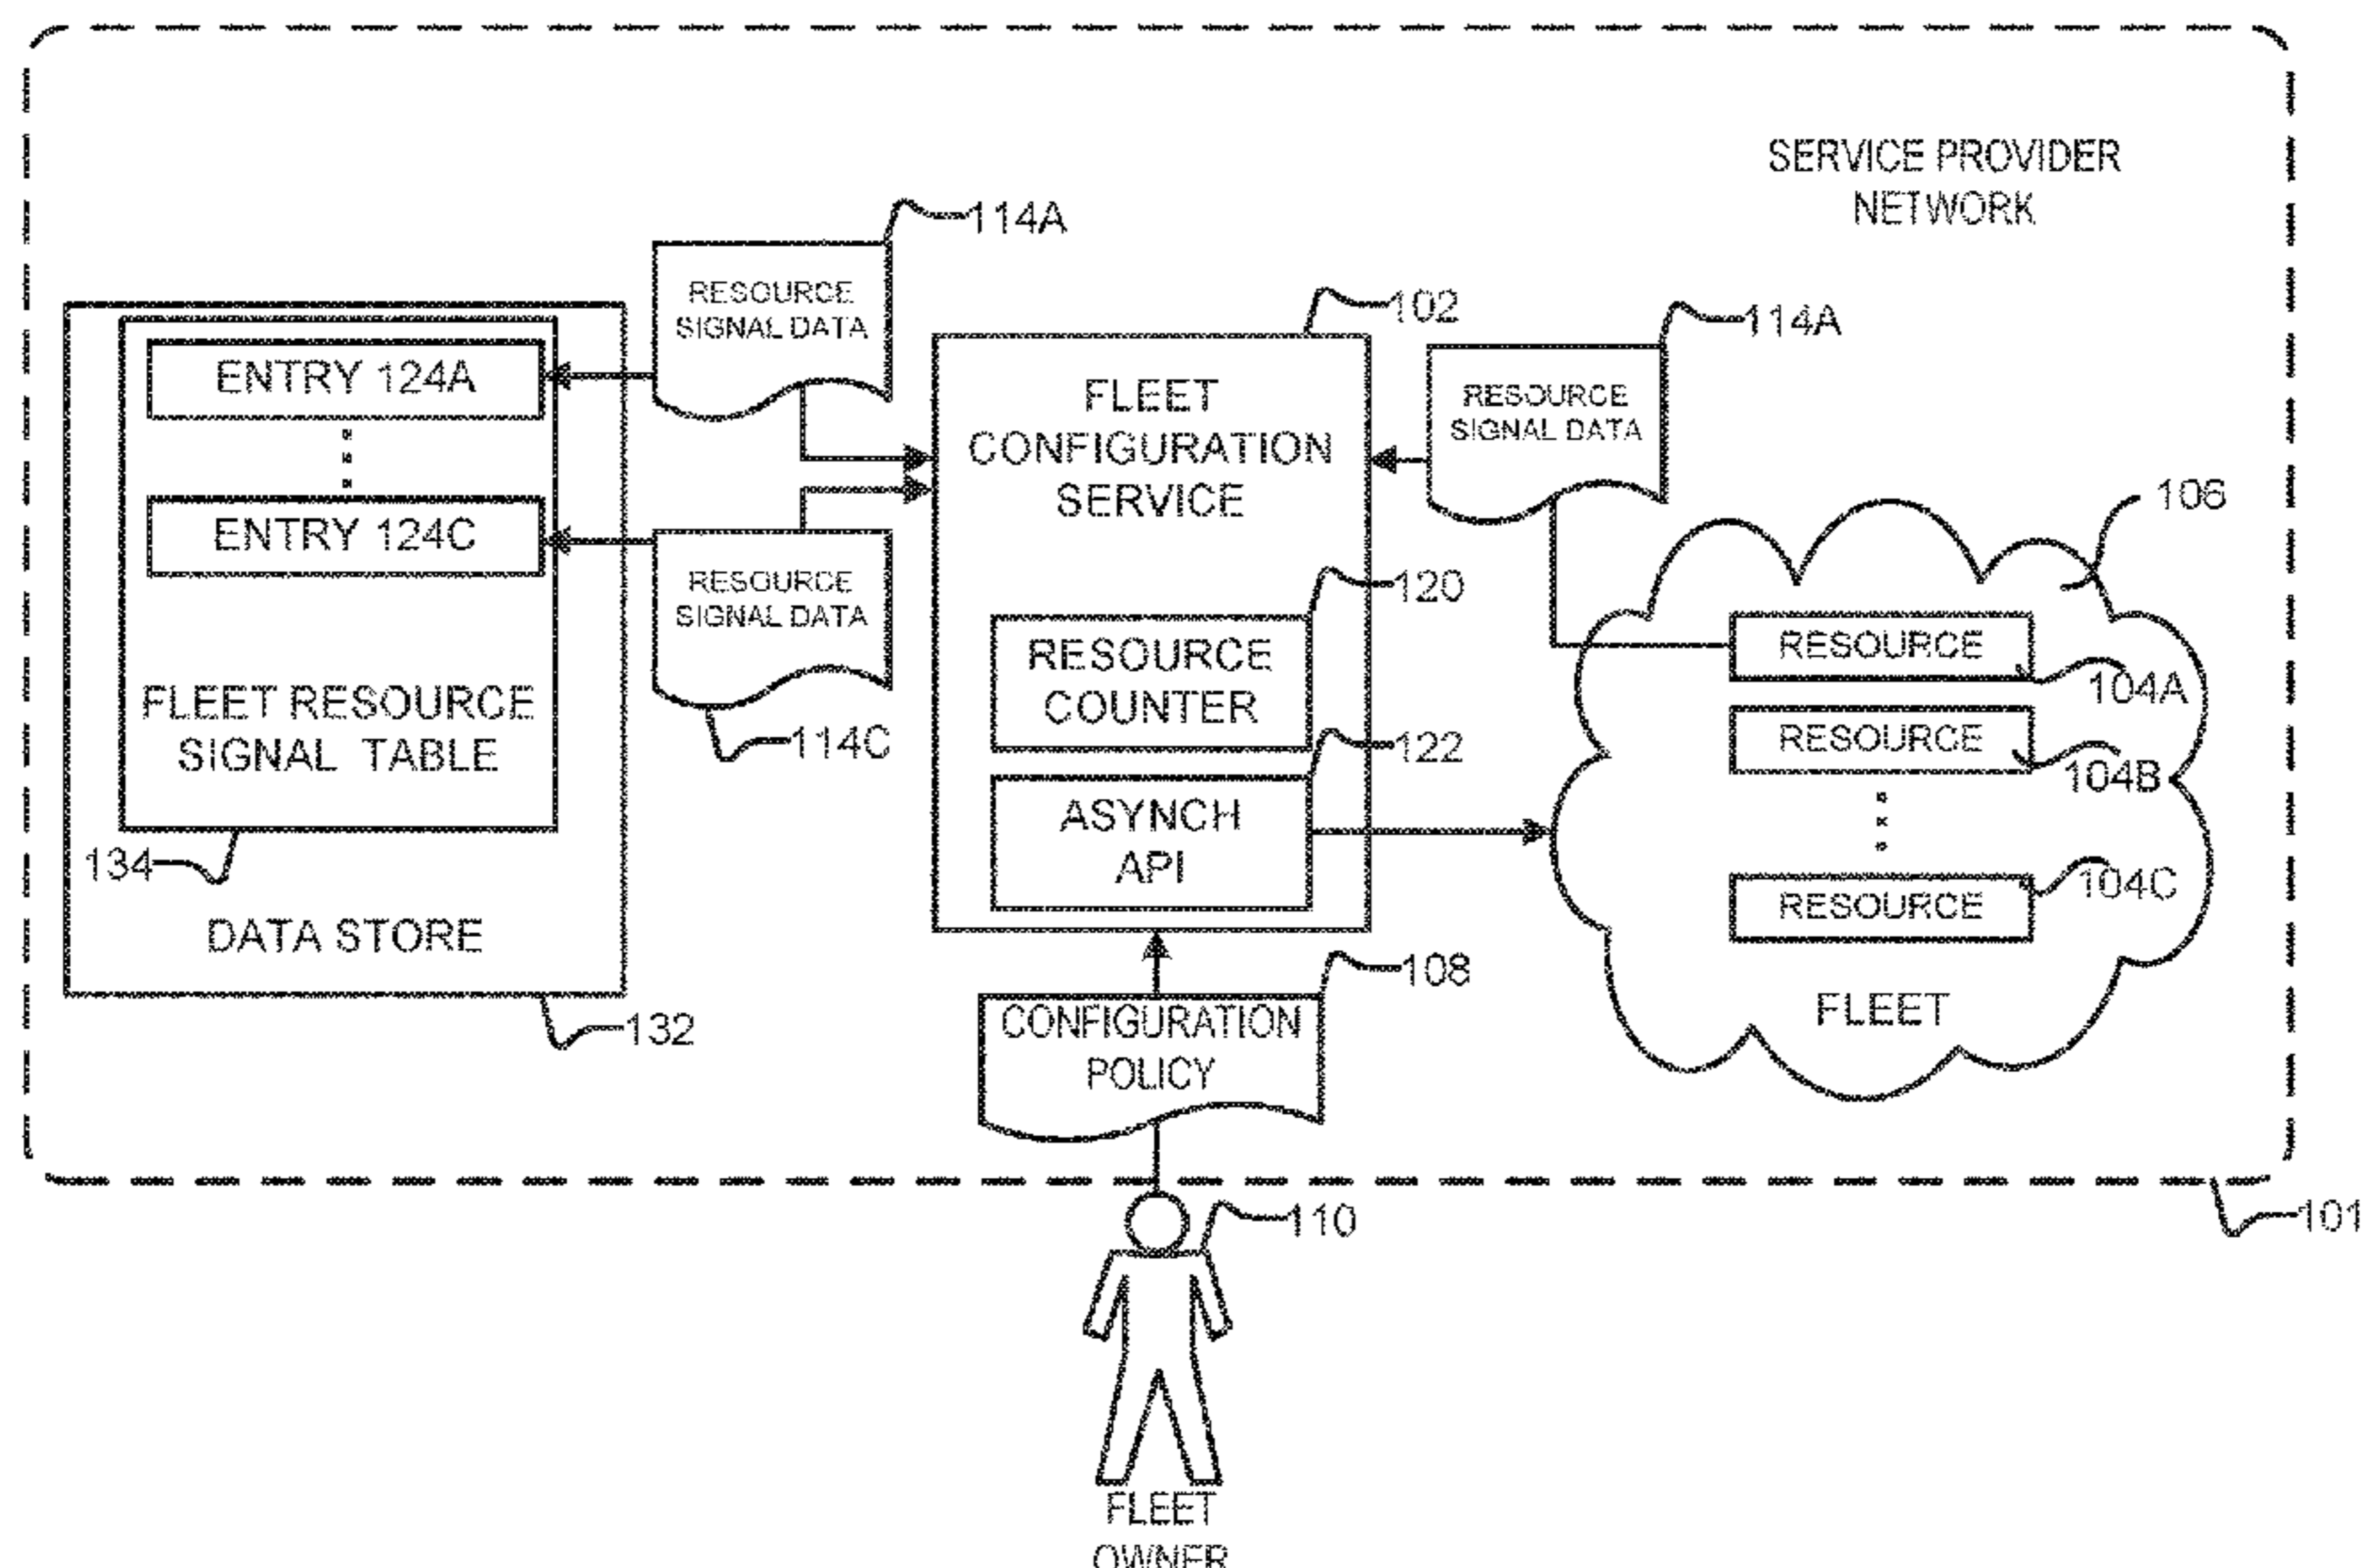 SERVICE PROVIDER
NETWORK
114A
RESOURCE
SIGNAL DATA
102
114A
ENTRY 124A
ENTRY 124C
FLEET RESOURCE
SIGNAL TABLE
134
DATA STORE
132
RESOURCE
SIGNAL DATA
114C
FLEET
CONFIGURATION
SERVICE
120
RESOURCE
COUNTER
122
ASYNCH
API
RESOURCE
SIGNAL DATA
106
RESOURCE
104A
RESOURCE
104B
RESOURCE
104C
FLEET
108
CONFIGURATION
POLICY
110
101
FLEET
OWNER